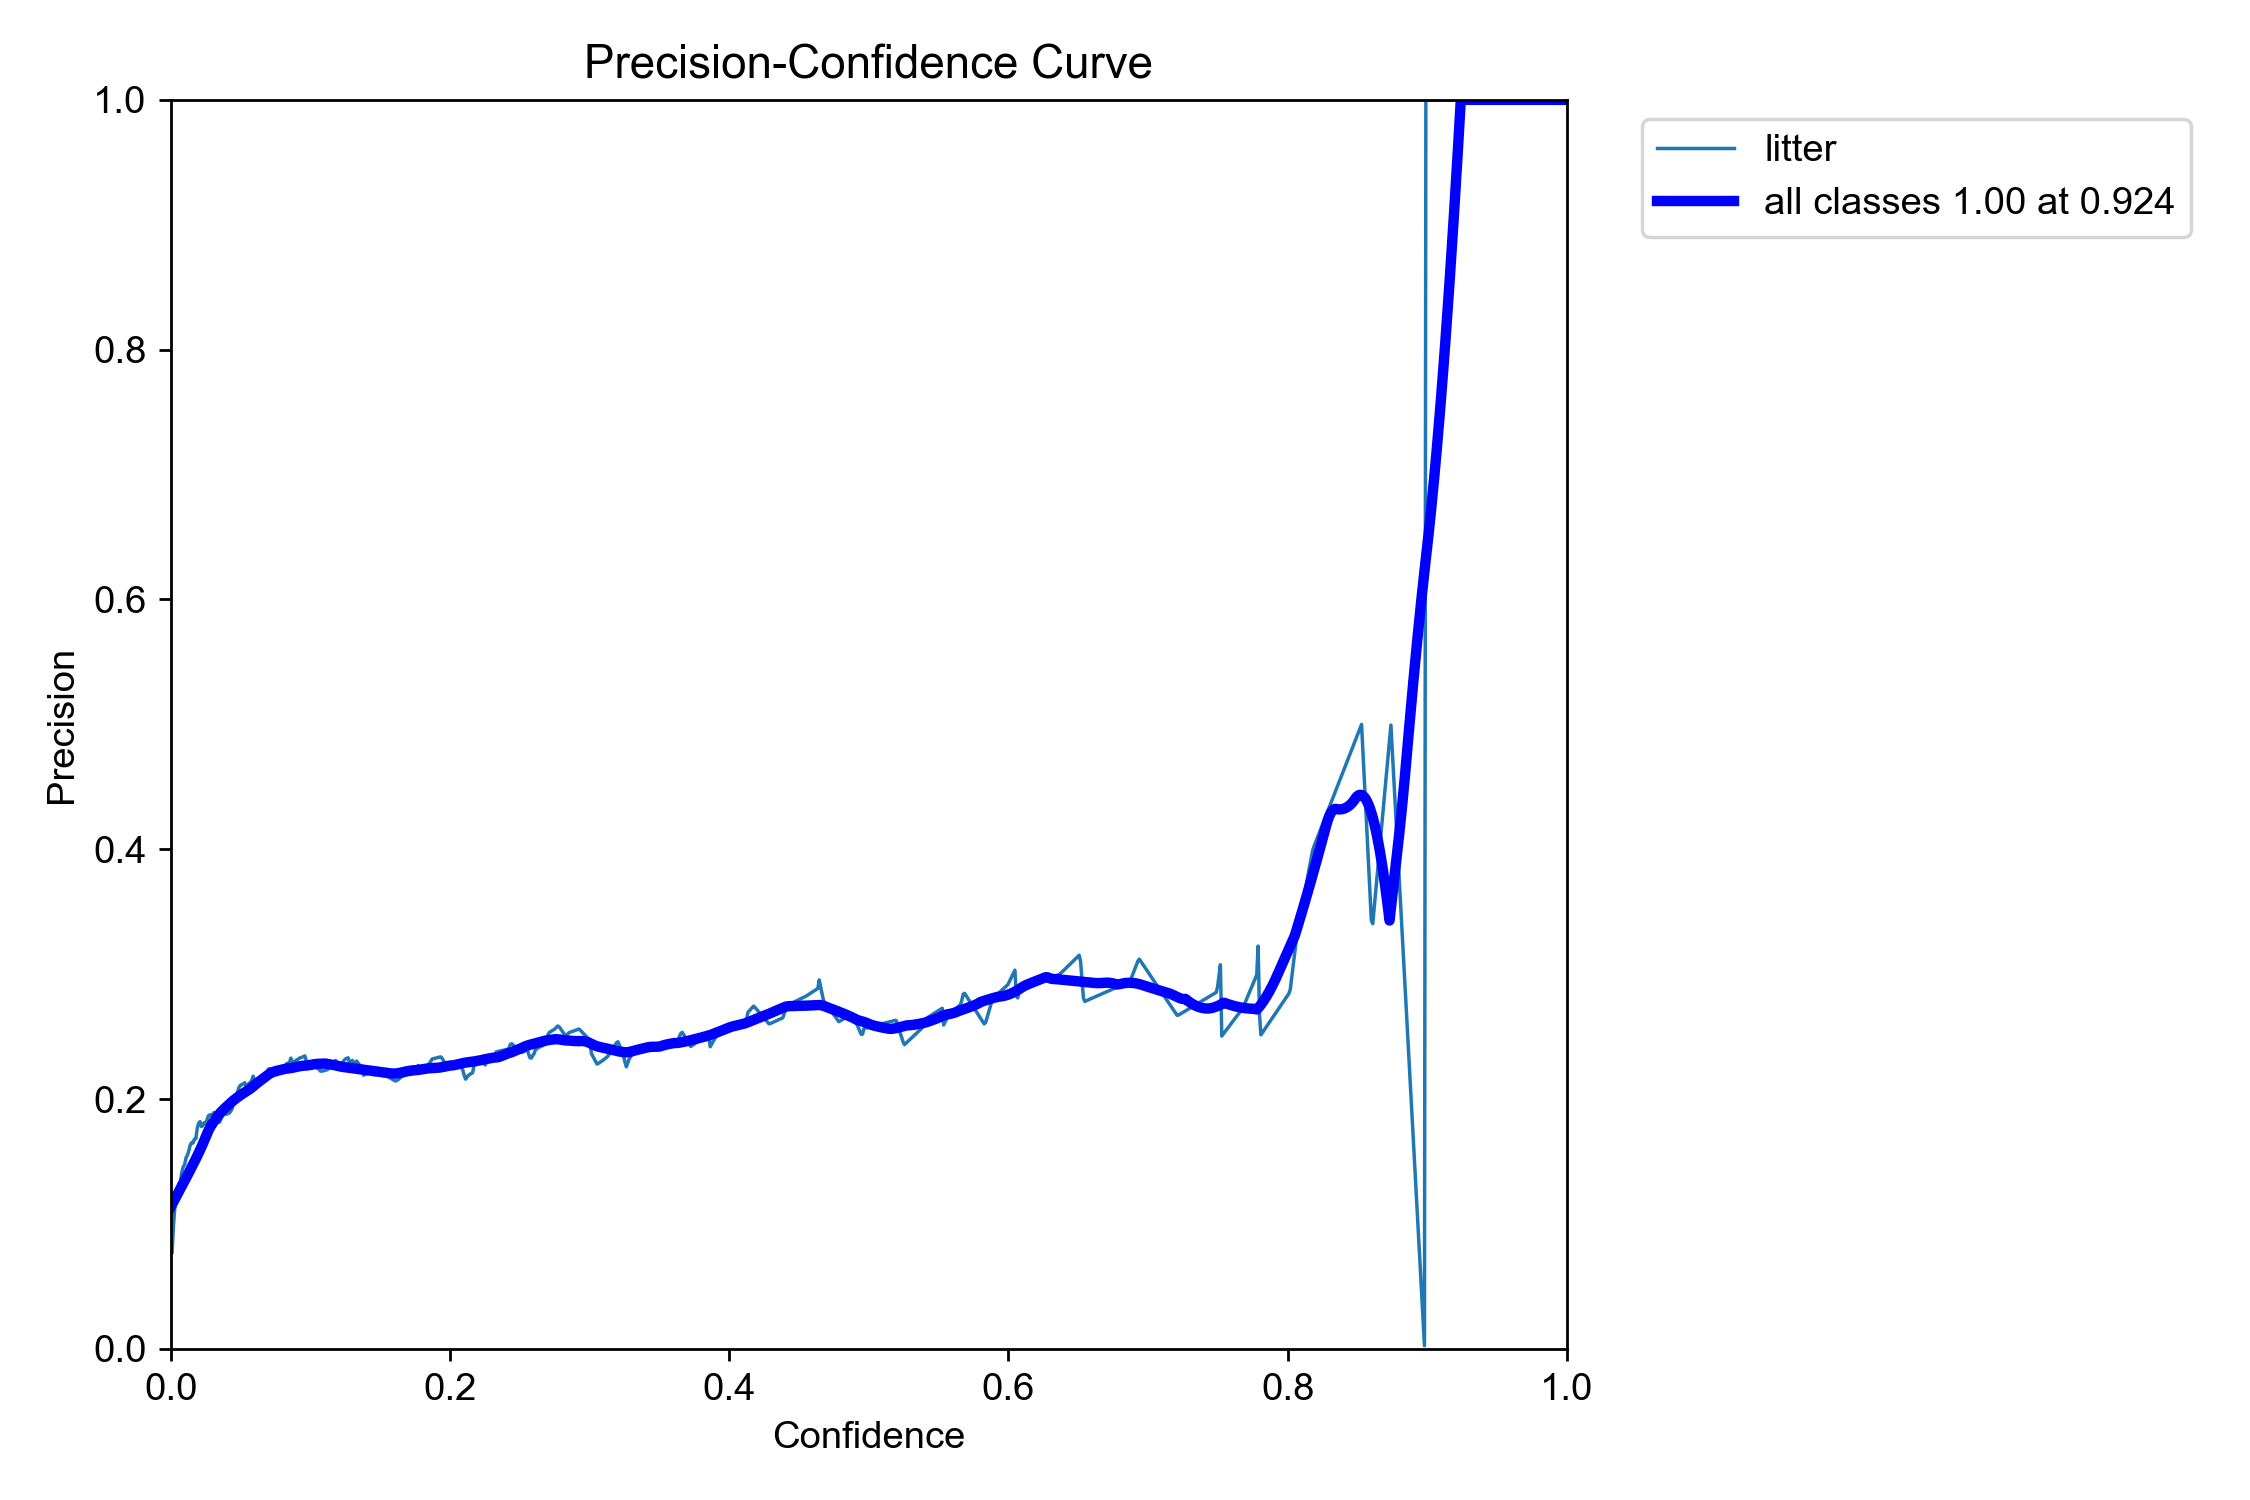 Precision-Confidence Curve
1.0
0.8
0.6
0.4
0.2
0.0
Precision
0.0 0.2 0.4 0.6 0.8 1.0
Confidence
litter
all classes 1.00 at 0.924